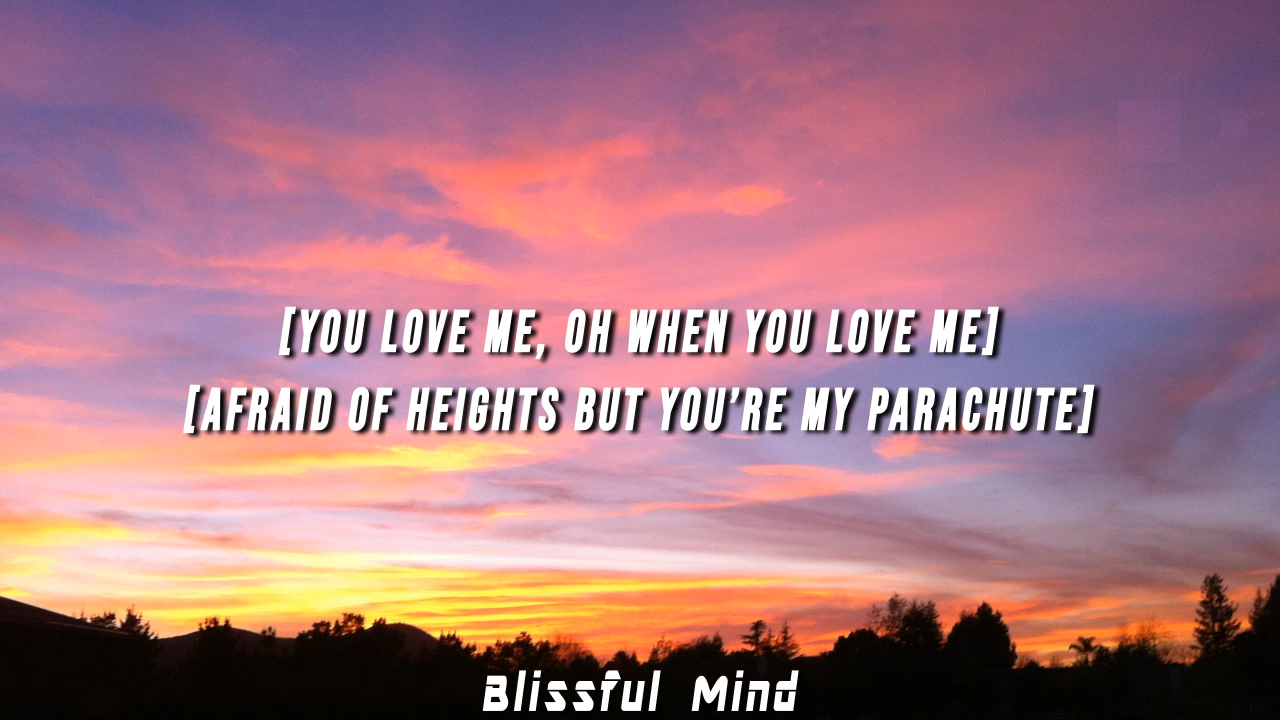 [YOU LOVE ME, OH WHEN YOU LOVE ME]
[AFRAID OF HEIGHTS BUT YOU'RE MY PARACHUTE]
Blissful Mind